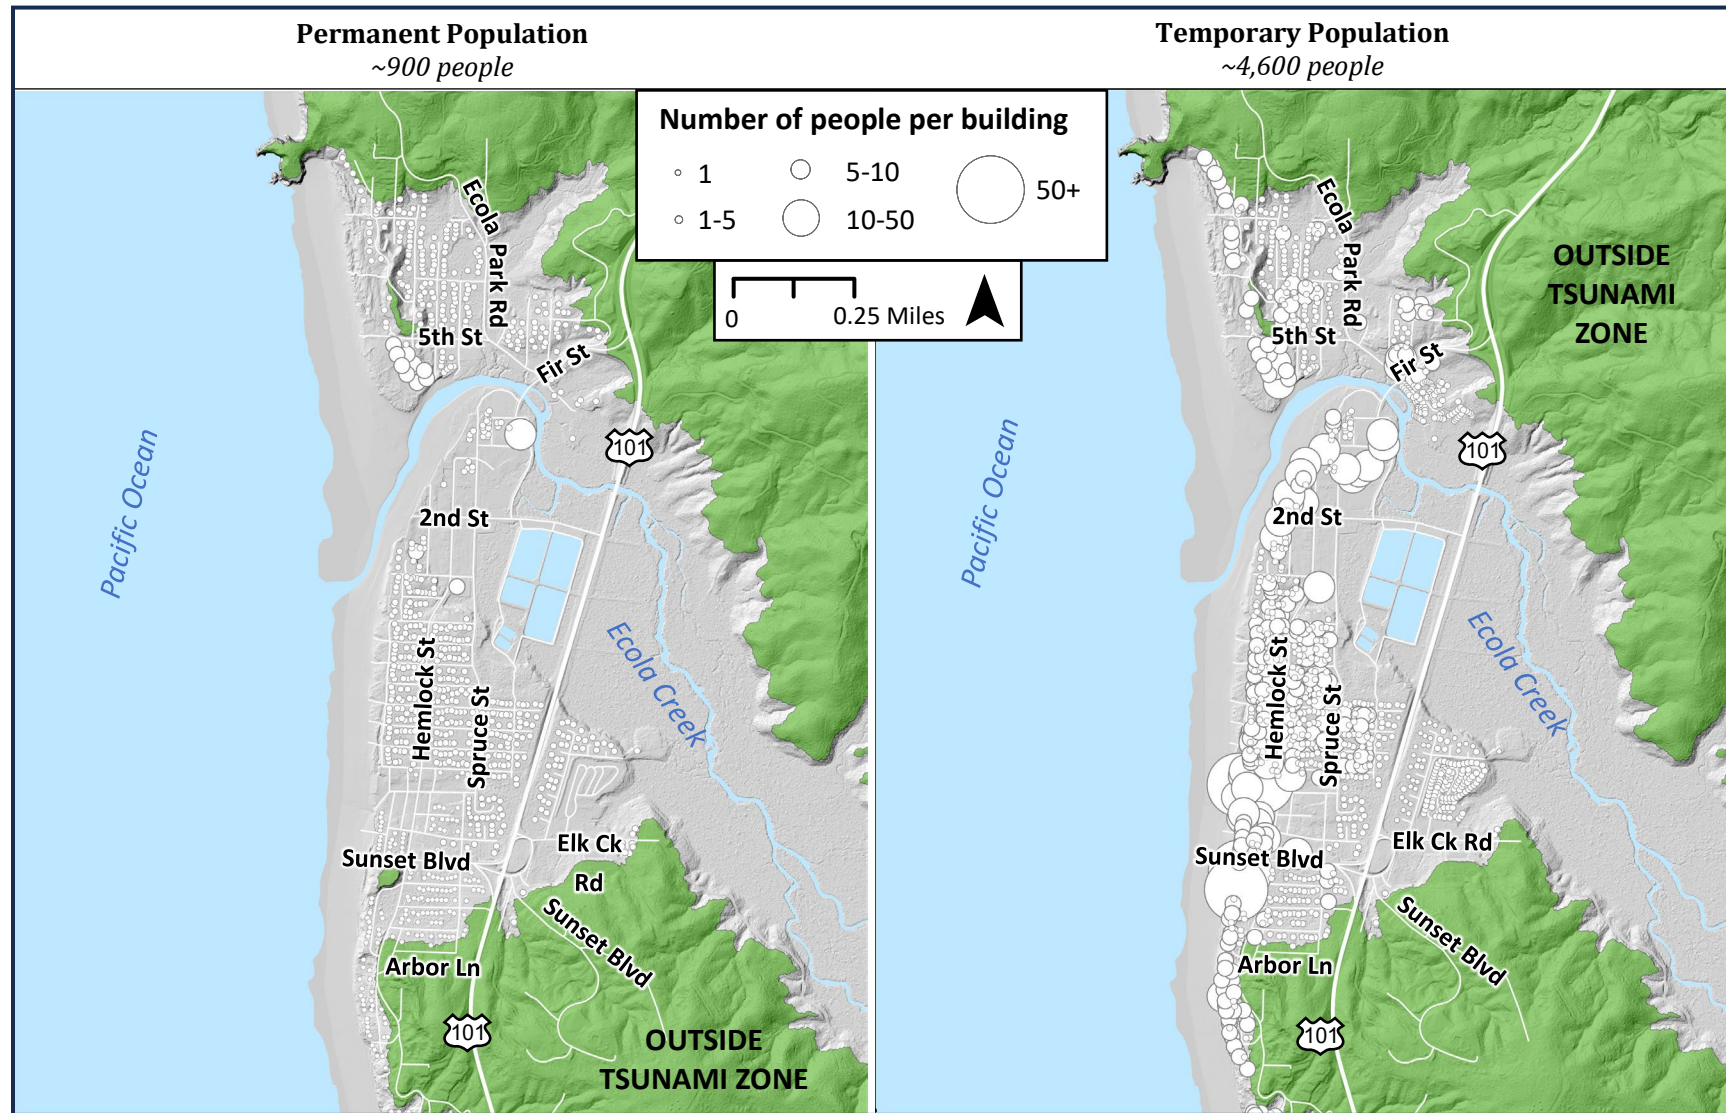 Permanent Population
~900 people
Temporary Population
~4,600 people
Number of people per building
1
5-10
50+
1-5
10-50
0
0.25 Miles
Ecola Park Rd
5th St
Fir St
101
Pacific Ocean
2nd St
Hemlock St
Spruce St
Ecola Creek
Sunset Blvd
Elk Ck
Rd
Sunset Blvd
Arbor Ln
101
OUTSIDE
TSUNAMI ZONE
Ecola Park Rd
OUTSIDE
TSUNAMI
ZONE
5th St
Fir St
101
Pacific Ocean
2nd St
Hemlock St
Spruce St
Ecola Creek
Sunset Blvd
Elk Ck Rd
Sunset Blvd
Arbor Ln
101